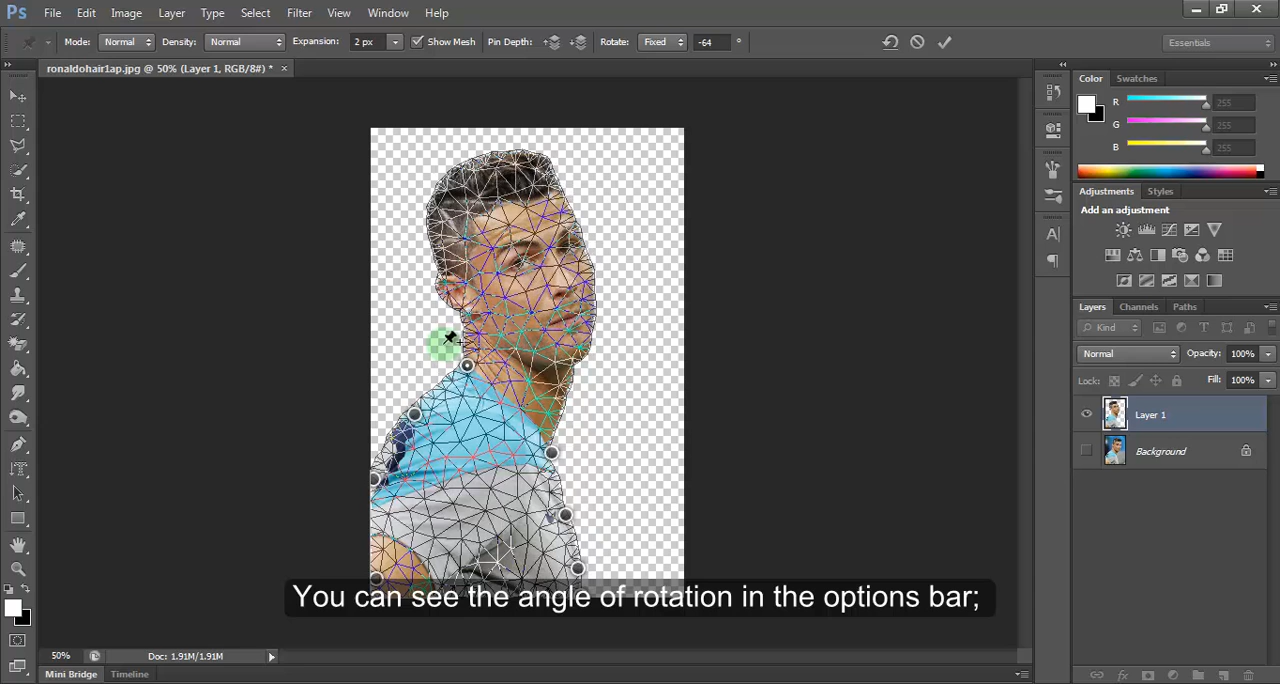 Ps File Edit Image Layer Type Select Filter View Window Help
Mode: Normal Density: Normal Expansion: 2 px Show Mesh Pin Depth: Rotate: Fixed -64 ° Essentials
ronaldohair1ap.jpg @ 50% (Layer 1, RGB/8#) * ×
Color Swatches
R 255
G 255
B 255
Adjustments Styles
Add an adjustment
Layers Channels Paths
Kind
Normal Opacity: 100%
Lock: Fill: 100%
Layer 1
Background
You can see the angle of rotation in the options bar;
50% Doc: 1.91M/1.91M
Mini Bridge Timeline